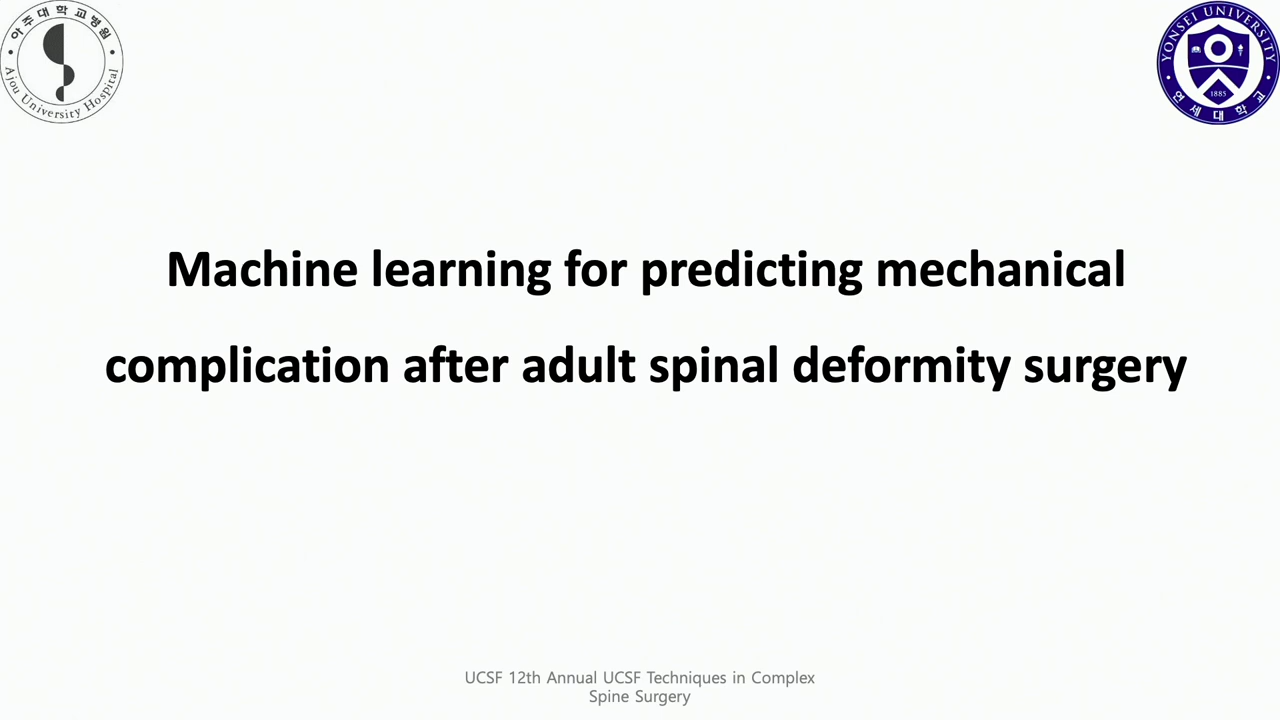 아주대학교병원
Ajou University Hospital
YONSEI UNIVERSITY
1885
연세대학교
Machine learning for predicting mechanical
complication after adult spinal deformity surgery
UCSF 12th Annual UCSF Techniques in Complex
Spine Surgery